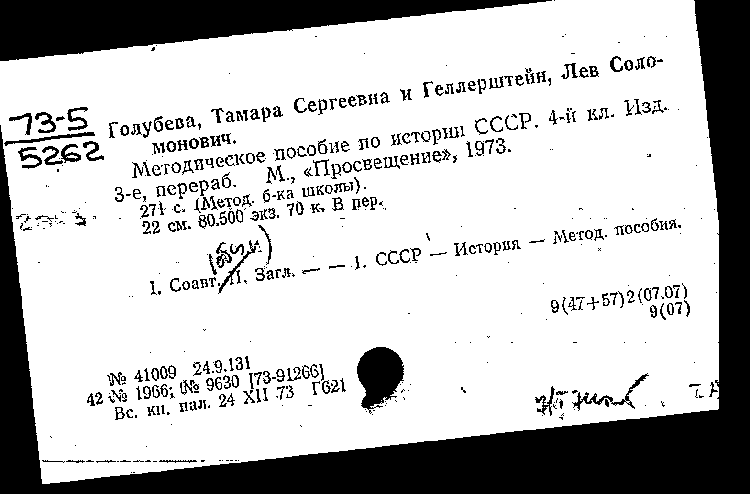 73-5
5262
Голубева, Тамара Сергеевна и Геллерштейн, Лев Соло-
монович.
Методическое пособие по истории СССР. 4-й кл. Изд.
3-е, перераб. М., «Просвещение», 1973.
271 с. (Метод. б-ка школы).
22 см. 80.500 экз. 70 к. В пер.
I. Соавт. II. Загл. — — 1. СССР — История — Метод. пособия.
9(47+57)2(07.07)
9(07)
№ 41009 24.9.131
42 № 1966; № 9630 [73-91266]
Вс. кн. пал. 24 XII 73 Г621